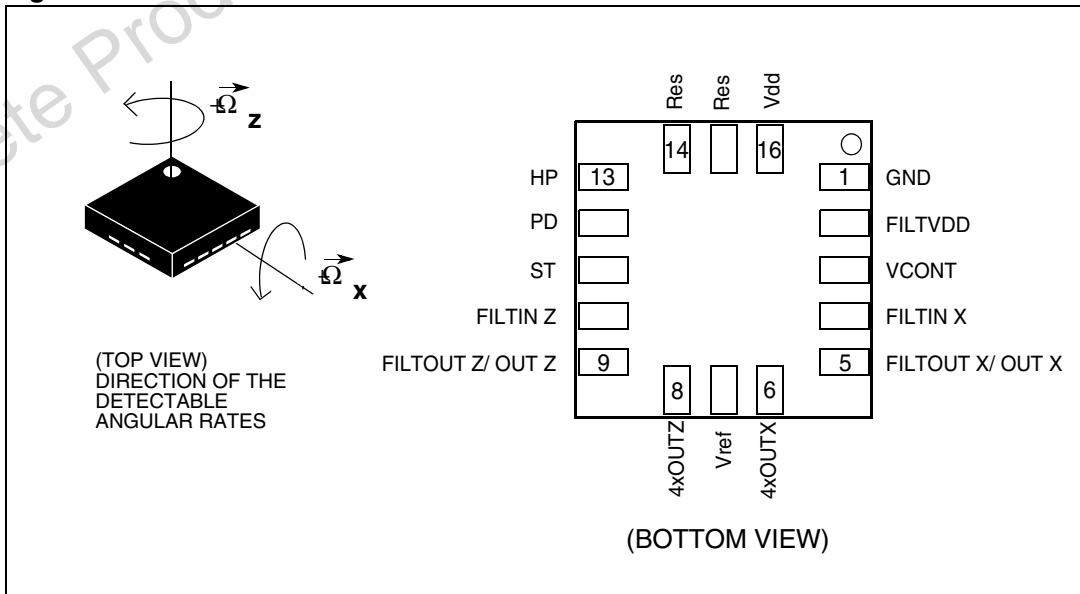 +Ω z
+Ω x
(TOP VIEW)
DIRECTION OF THE
DETECTABLE
ANGULAR RATES
Res
Res
Vdd
14
16
HP 13
1 GND
PD
FILTVDD
ST
VCONT
FILTIN Z
FILTIN X
FILTOUT Z/ OUT Z 9
5 FILTOUT X/ OUT X
8
6
4xOUTZ
Vref
4xOUTX
(BOTTOM VIEW)